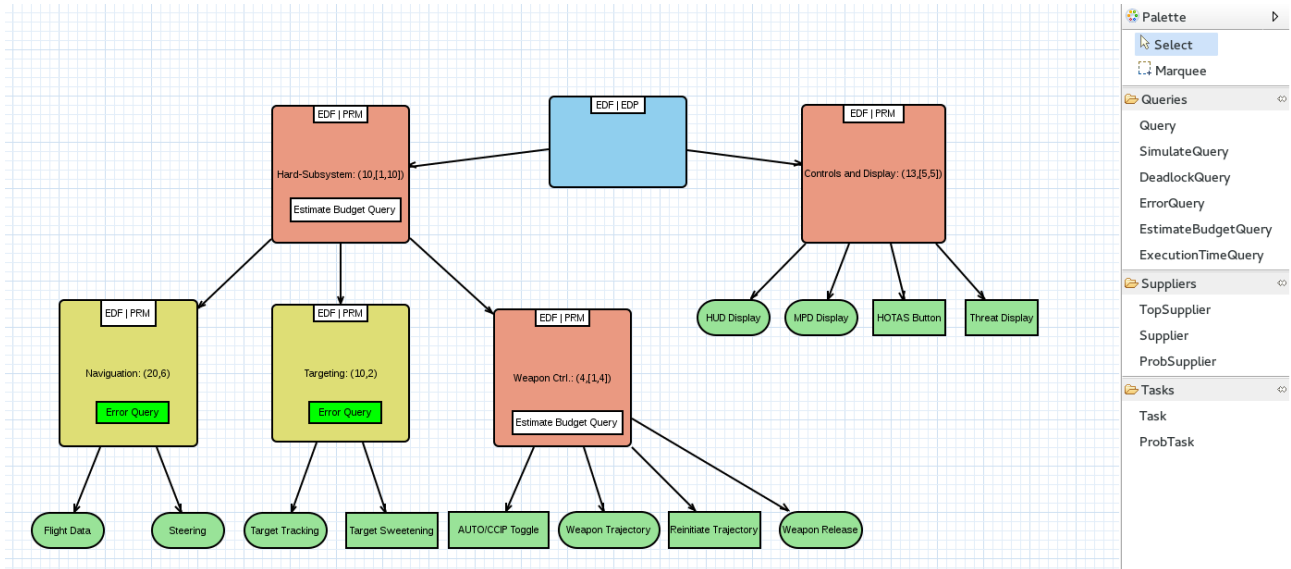 EDF | PRM
Hard-Subsystem: (10,[1,10])
Estimate Budget Query
EDF | EDP
EDF | PRM
Controls and Display: (13,[5,5])
HUD Display
MPD Display
HOTAS Button
Threat Display
EDF | PRM
Naviguation: (20,6)
Error Query
EDF | PRM
Targeting: (10,2)
Error Query
EDF | PRM
Weapon Ctrl.: (4,[1,4])
Estimate Budget Query
Flight Data
Steering
Target Tracking
Target Sweetening
AUTO/CCIP Toggle
Weapon Trajectory
Reinitiate Trajectory
Weapon Release
Palette
Select
Marquee
Queries
Query
SimulateQuery
DeadlockQuery
ErrorQuery
EstimateBudgetQuery
ExecutionTimeQuery
Suppliers
TopSupplier
Supplier
ProbSupplier
Tasks
Task
ProbTask